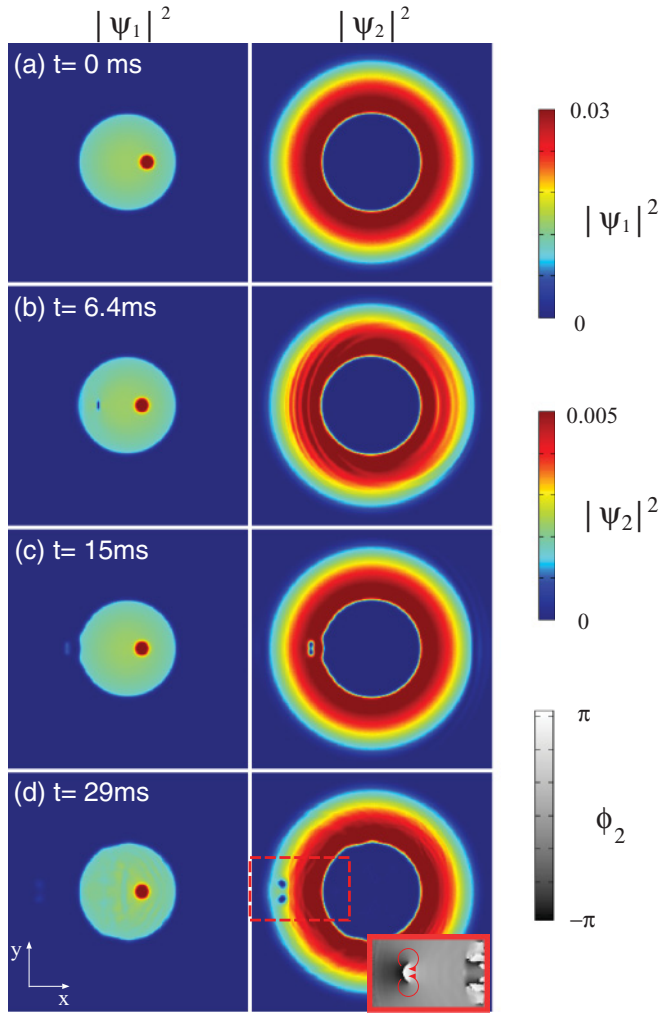 |ψ₁|² |ψ₂|²
(a) t= 0 ms
(b) t= 6.4ms
(c) t= 15ms
(d) t= 29ms
y
x
0.03
|ψ₁|²
0
0.005
|ψ₂|²
0
π
ϕ₂
−π